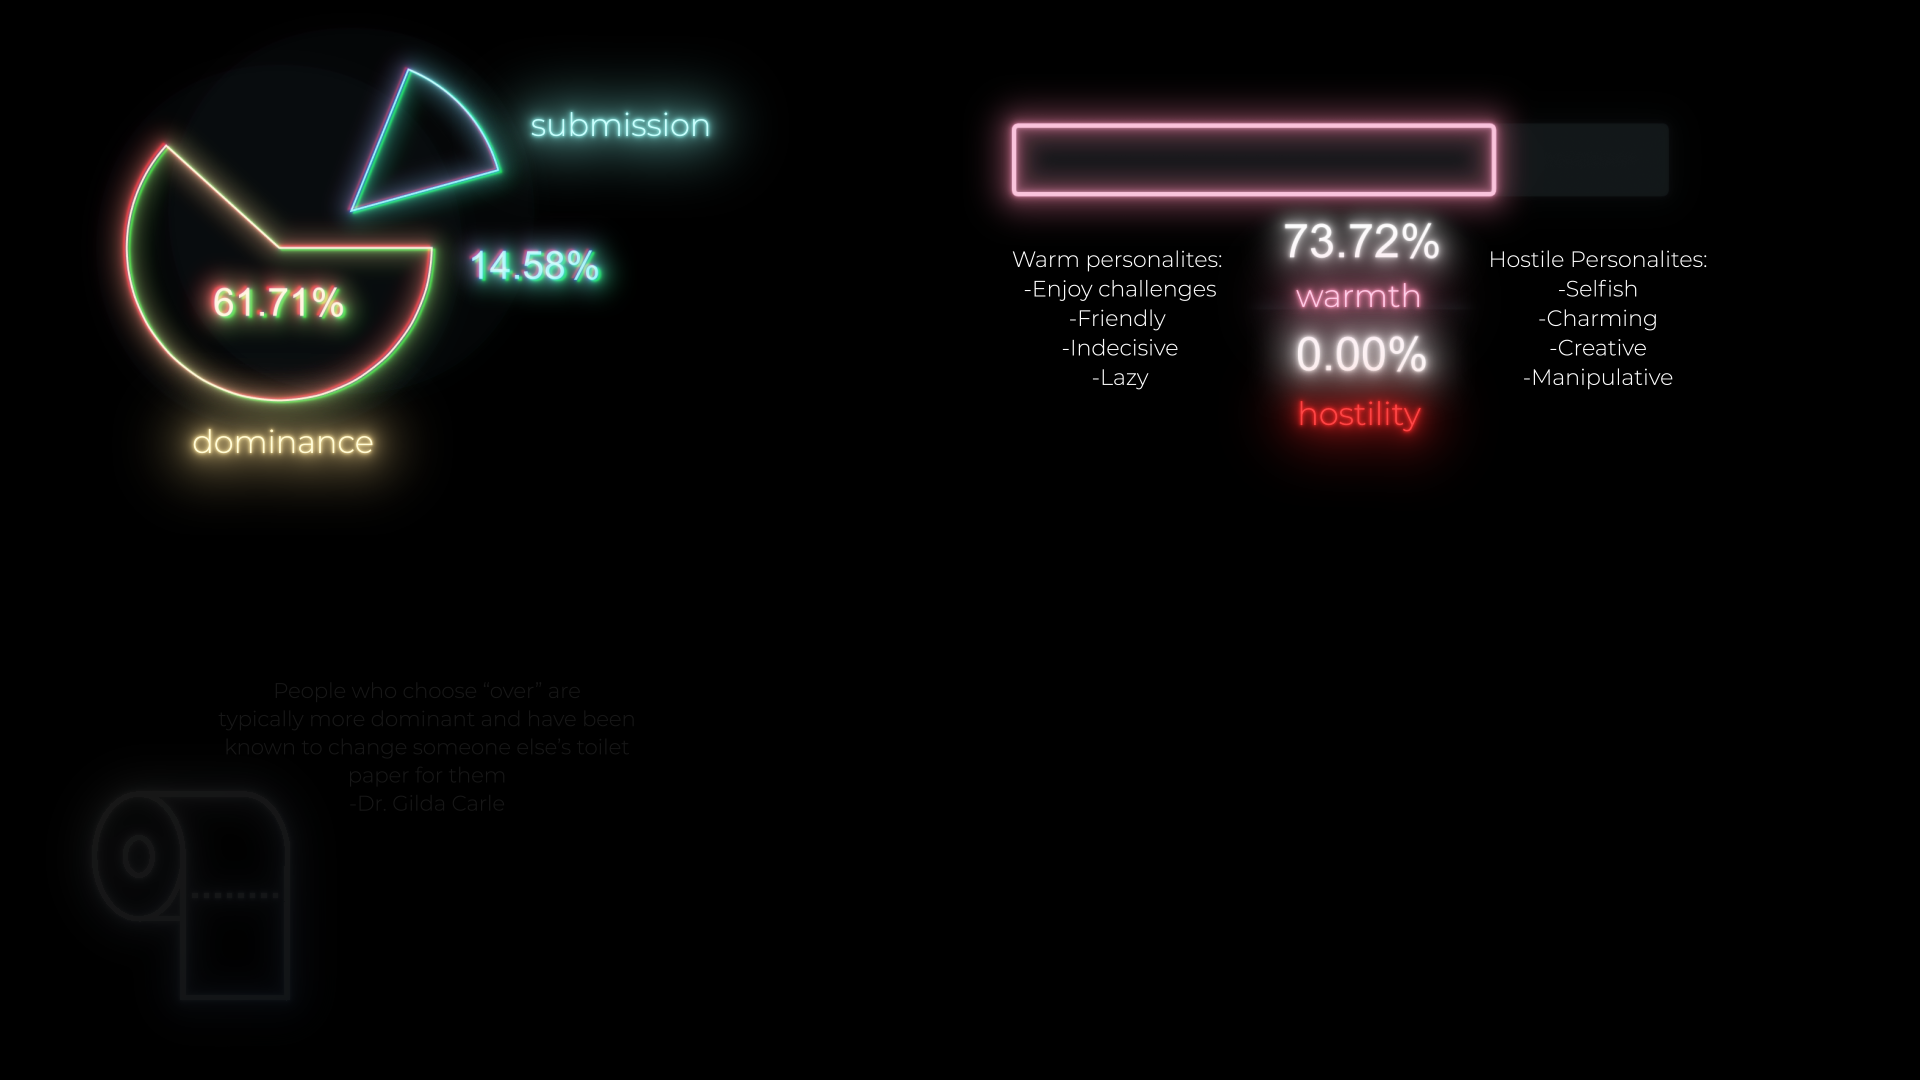 submission
14.58%
61.71%
dominance
73.72%
warmth
0.00%
hostility
Warm personalites:
-Enjoy challenges
-Friendly
-Indecisive
-Lazy
Hostile Personalites:
-Selfish
-Charming
-Creative
-Manipulative
People who choose “over” are
typically more dominant and have been
known to change someone else’s toilet
paper for them
-Dr. Gilda Carle